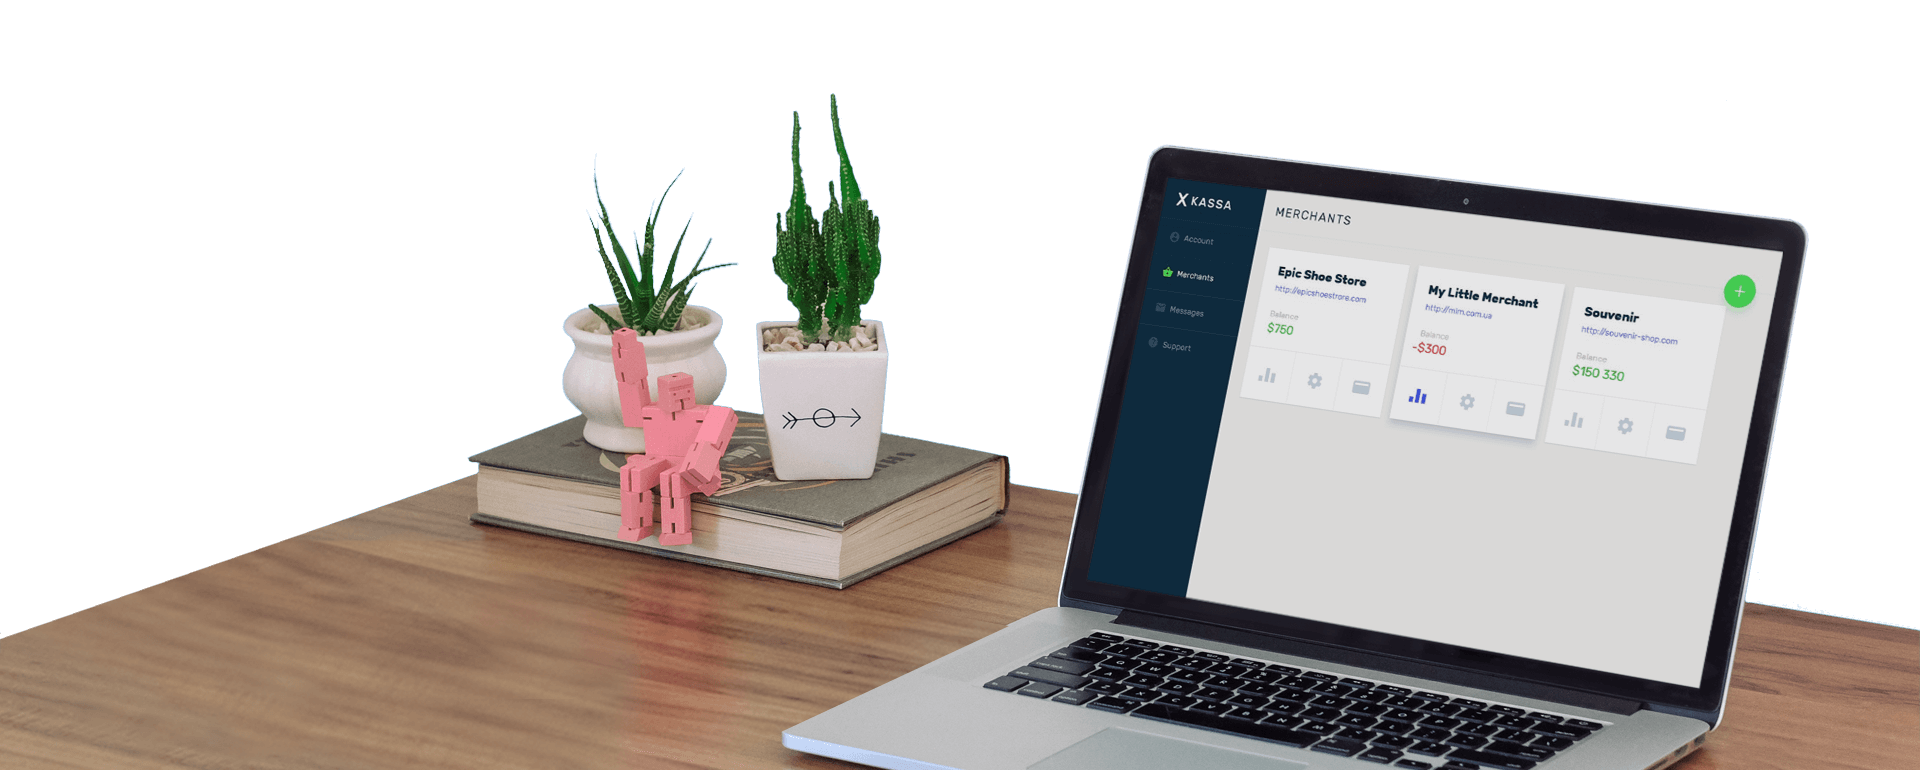 X KASSA
Account
Merchants
Messages
Support
MERCHANTS
Epic Shoe Store
http://epicshoestrore.com
Balance
$750
My Little Merchant
http://mlm.com.ua
Balance
-$300
Souvenir
http://souvenir-shop.com
Balance
$150 330